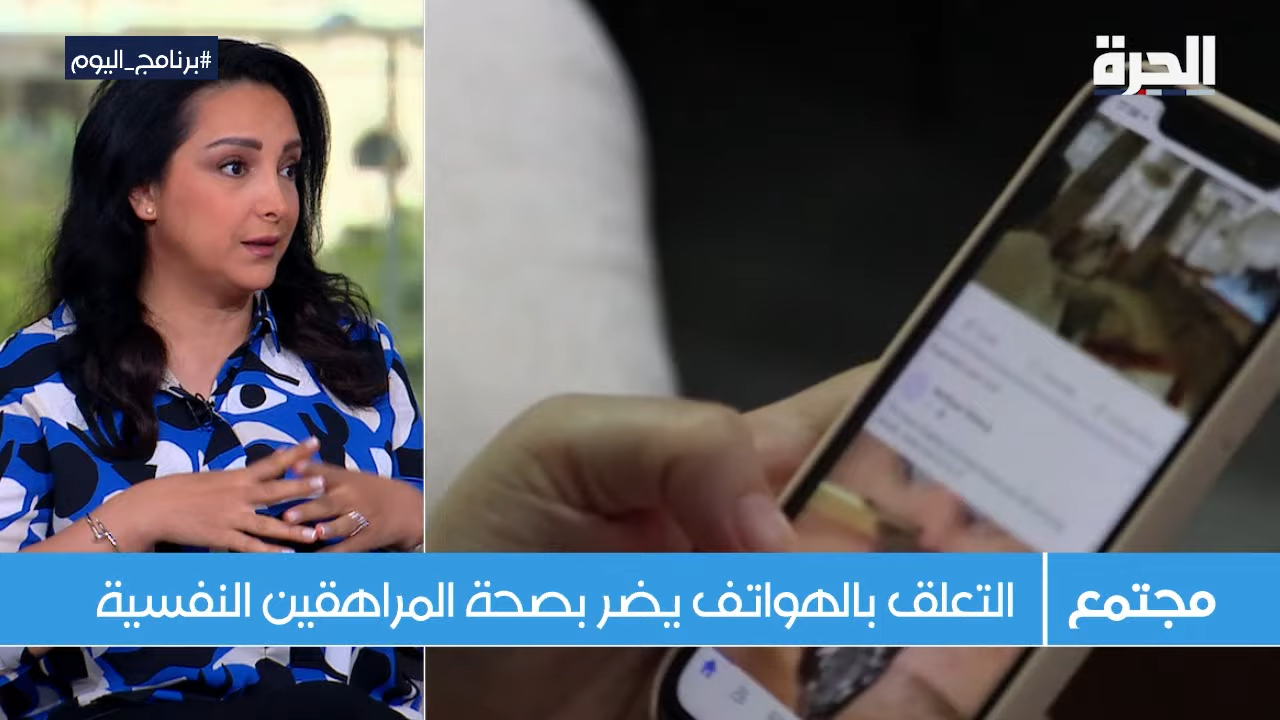 #برنامج_اليوم
الحرة
مجتمع
التعلق بالهواتف يضر بصحة المراهقين النفسية